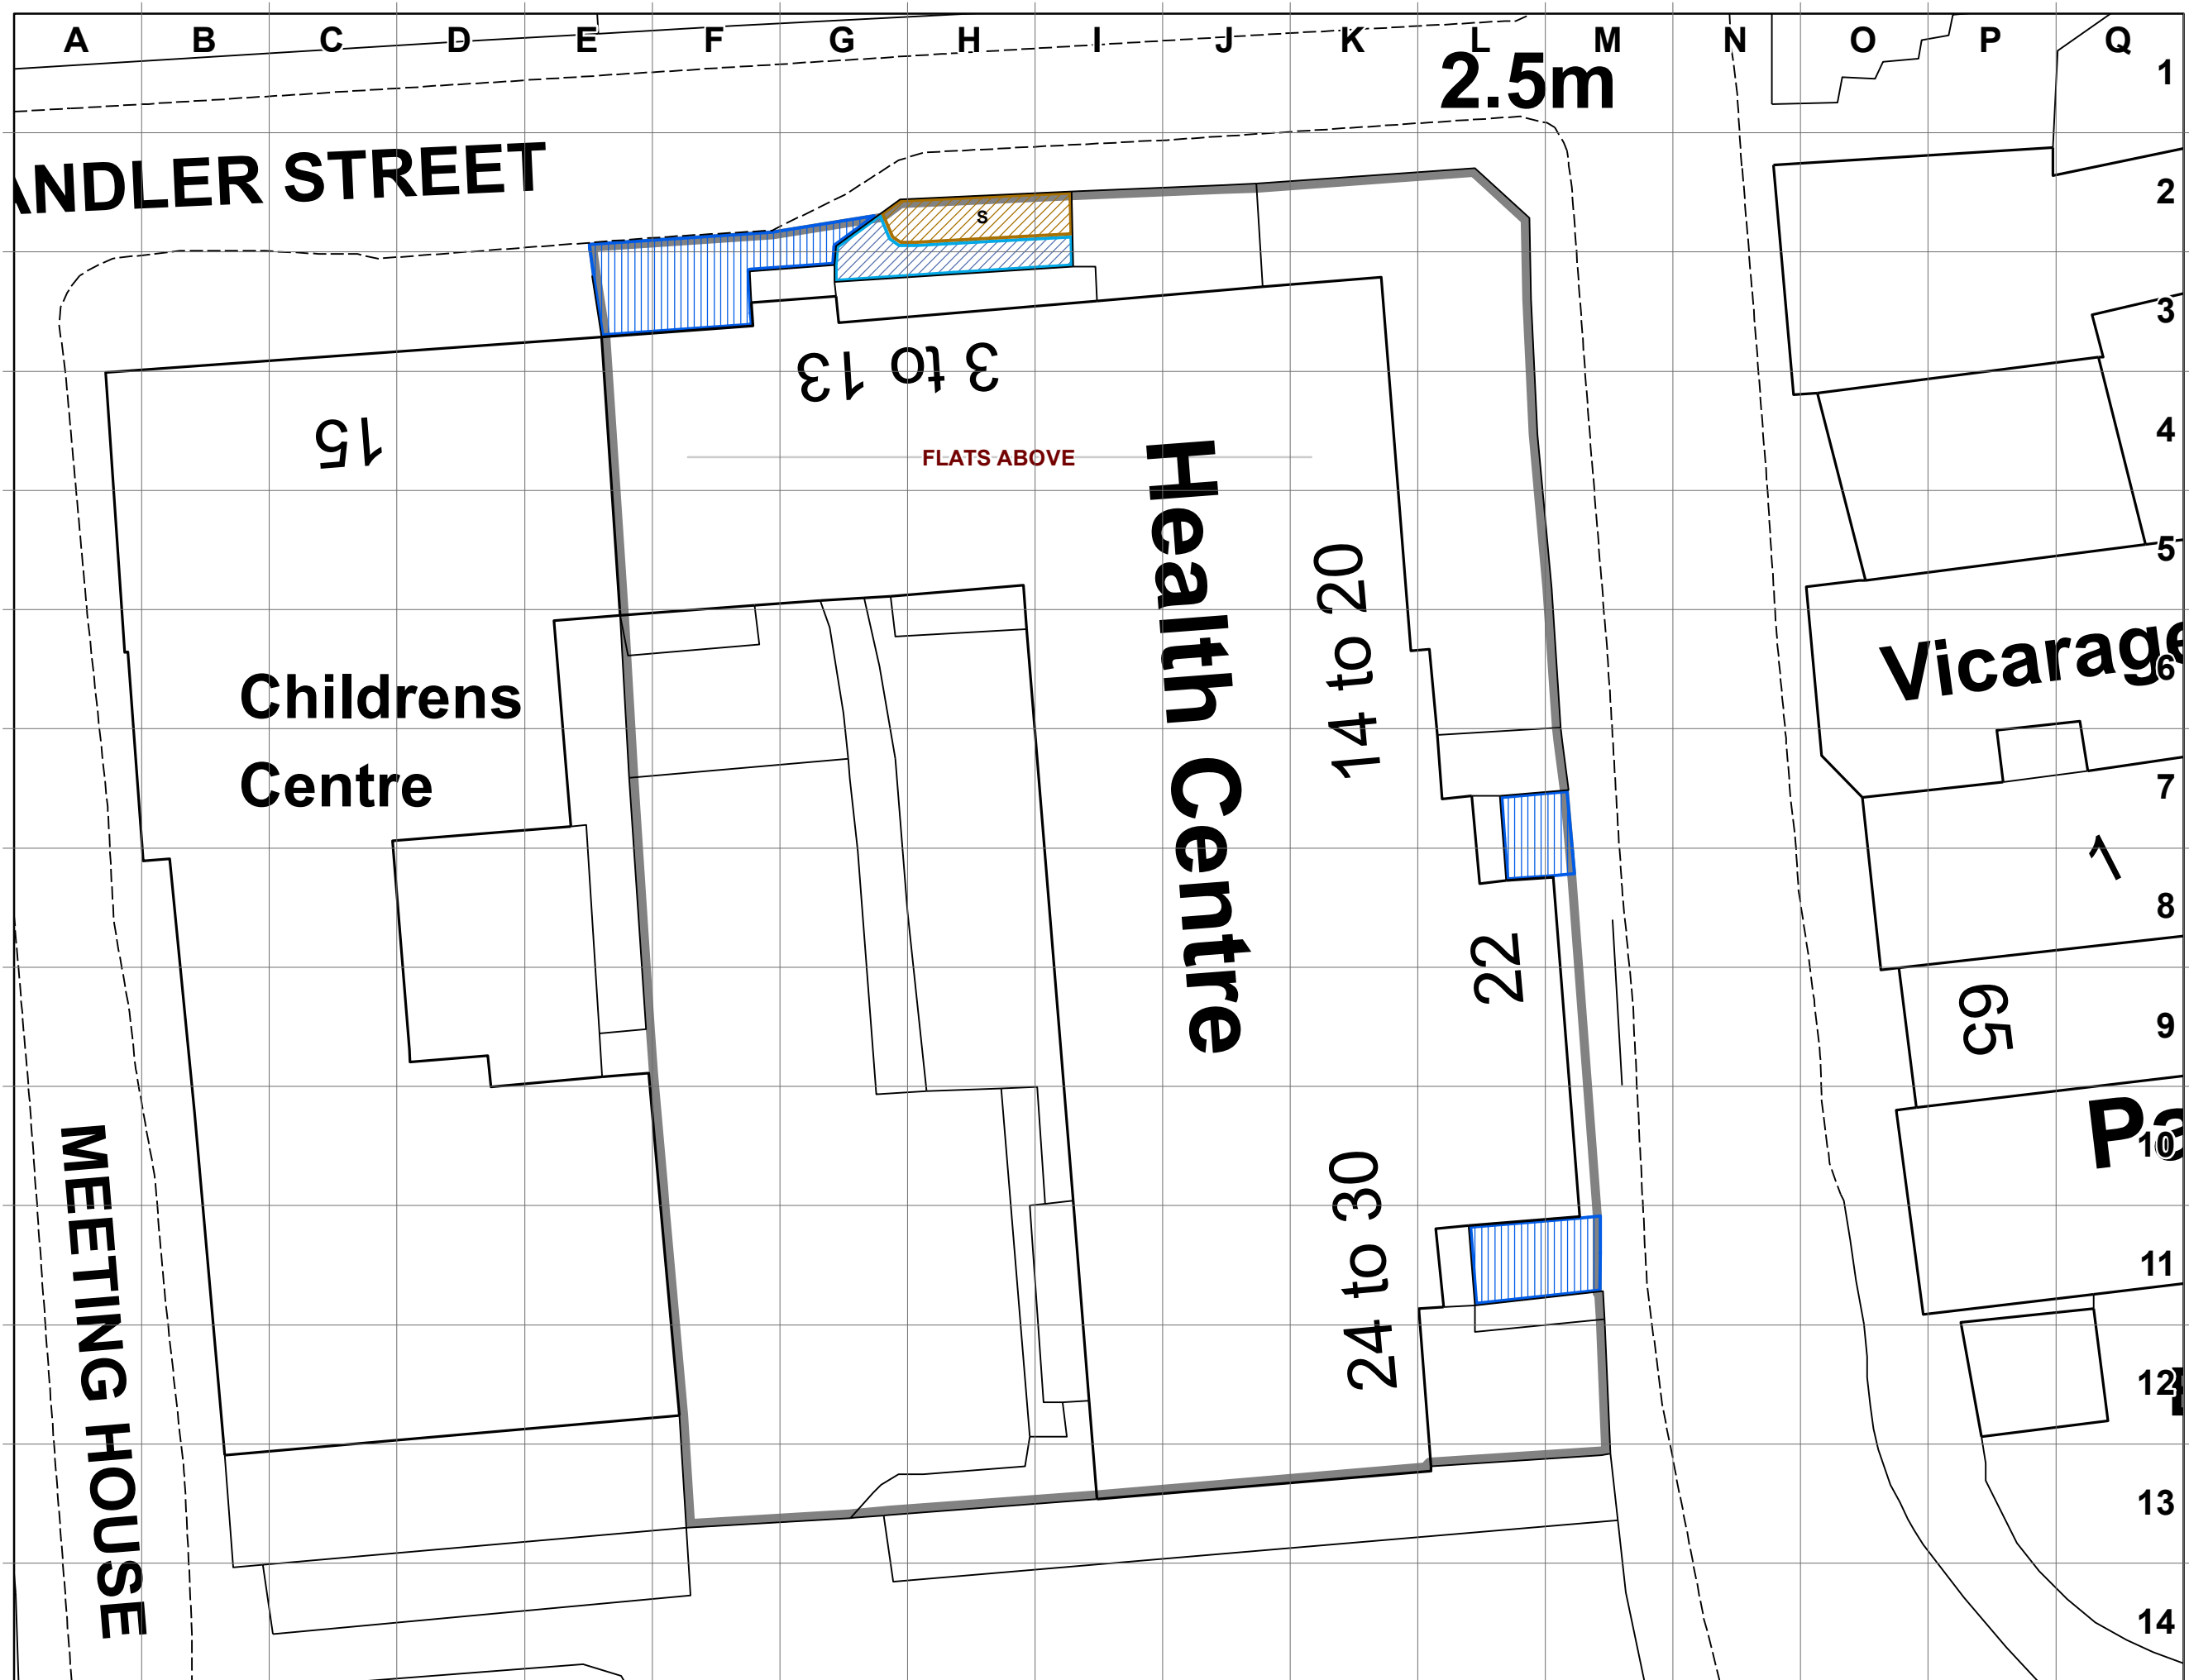 A B C D E F G H I J K L M N O P Q
2.5m
1
ANDLER STREET
2
S
3
3 to 13
15
4
FLATS ABOVE
Health Centre
5
14 to 20
Vicarage
6
Childrens
Centre
7
1
8
22
65
9
MEETING HOUSE
Pa
10
24 to 30
11
12
13
14